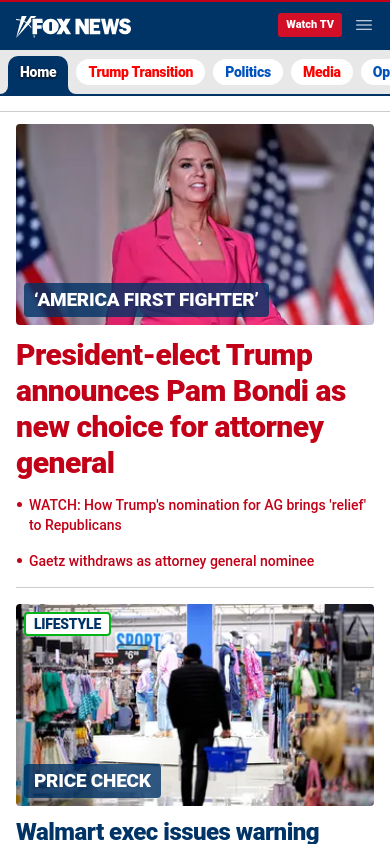 FOX NEWS
Watch TV
Home
Trump Transition
Politics
Media
Op
'AMERICA FIRST FIGHTER'
President-elect Trump
announces Pam Bondi as
new choice for attorney
general
• WATCH: How Trump's nomination for AG brings 'relief'
to Republicans
• Gaetz withdraws as attorney general nominee
LIFESTYLE
SPORT
PRICE CHECK
Walmart exec issues warning